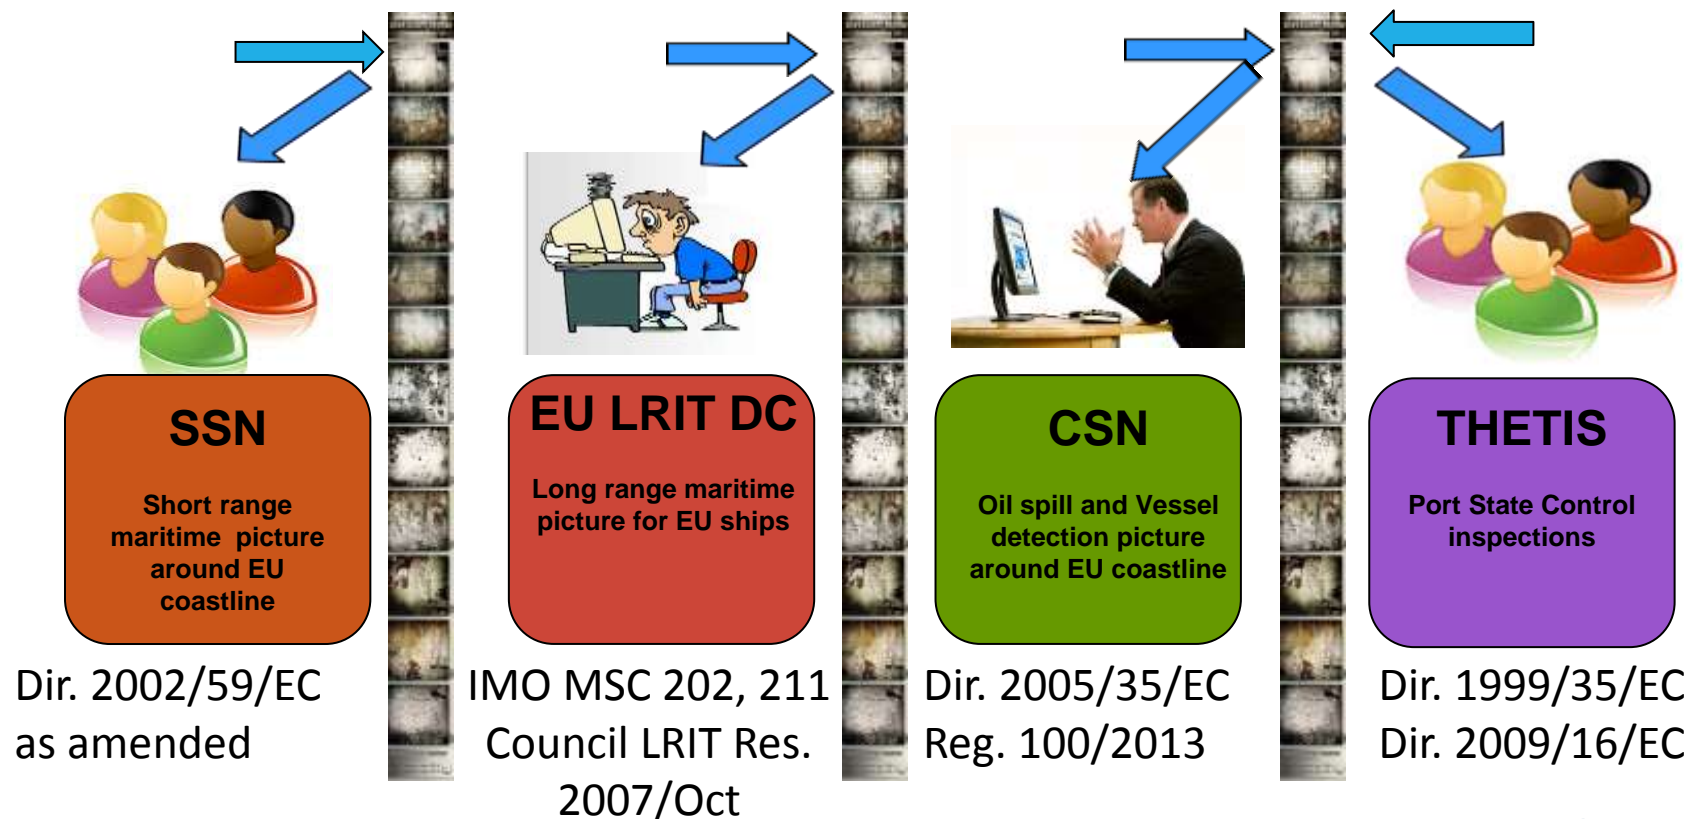 SSN
Short range
maritime picture
around EU
coastline
Dir. 2002/59/EC
as amended
EU LRIT DC
Long range maritime
picture for EU ships
IMO MSC 202, 211
Council LRIT Res.
2007/Oct
CSN
Oil spill and Vessel
detection picture
around EU coastline
Dir. 2005/35/EC
Reg. 100/2013
THETIS
Port State Control
inspections
Dir. 1999/35/EC
Dir. 2009/16/EC